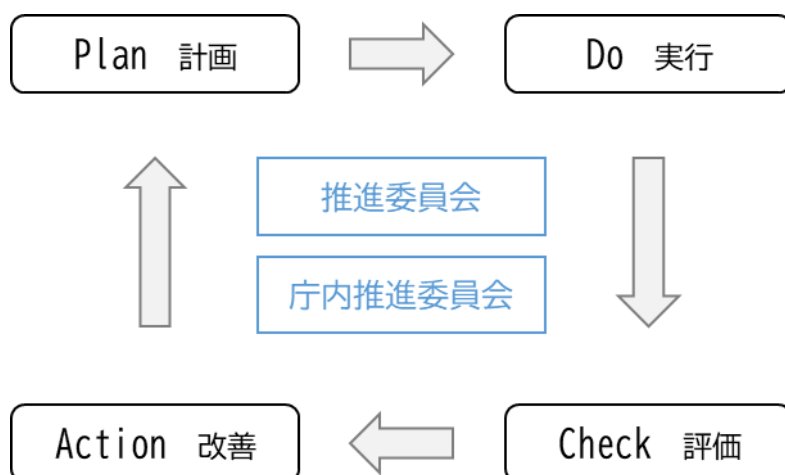 Plan 計画
Do 実行
推進委員会
庁内推進委員会
Action 改善
Check 評価